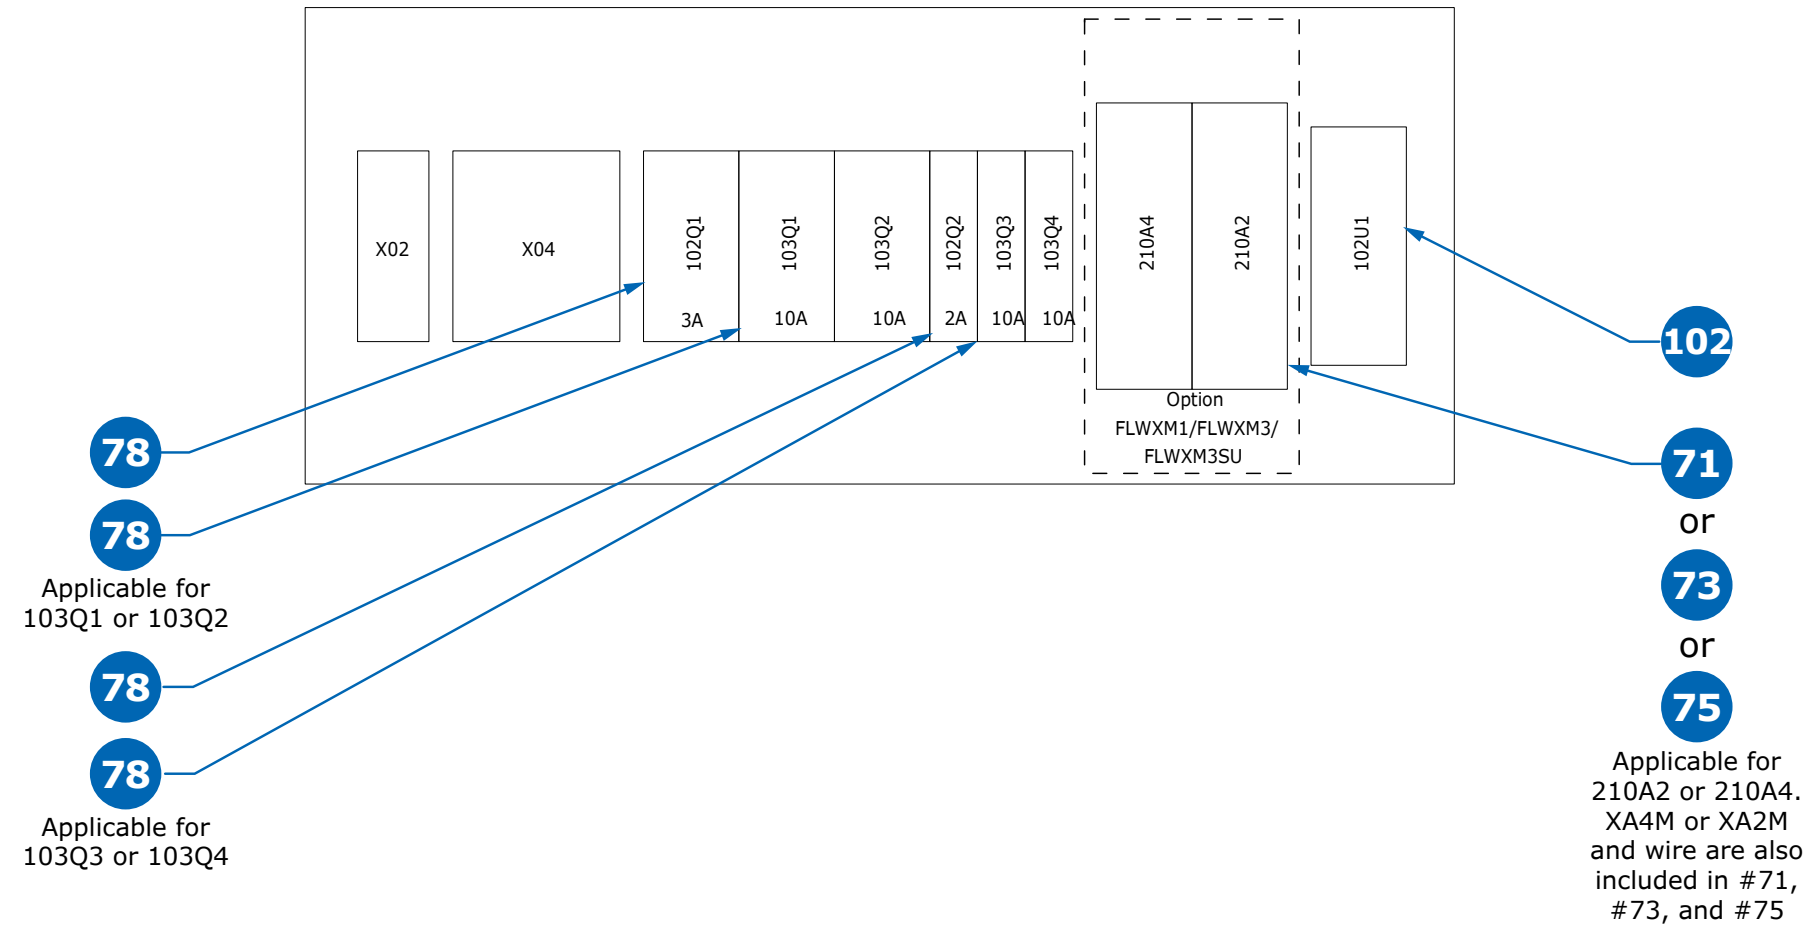 X02
X04
102Q1
3A
103Q1
10A
103Q2
10A
102Q2
2A
103Q3
10A
103Q4
10A
210A4
210A2
Option
FLWXM1/FLWXM3/
FLWXM3SU
102U1
78
78
Applicable for
103Q1 or 103Q2
78
78
Applicable for
103Q3 or 103Q4
102
71
or
73
or
75
Applicable for
210A2 or 210A4.
XA4M or XA2M
and wire are also
included in #71,
#73, and #75